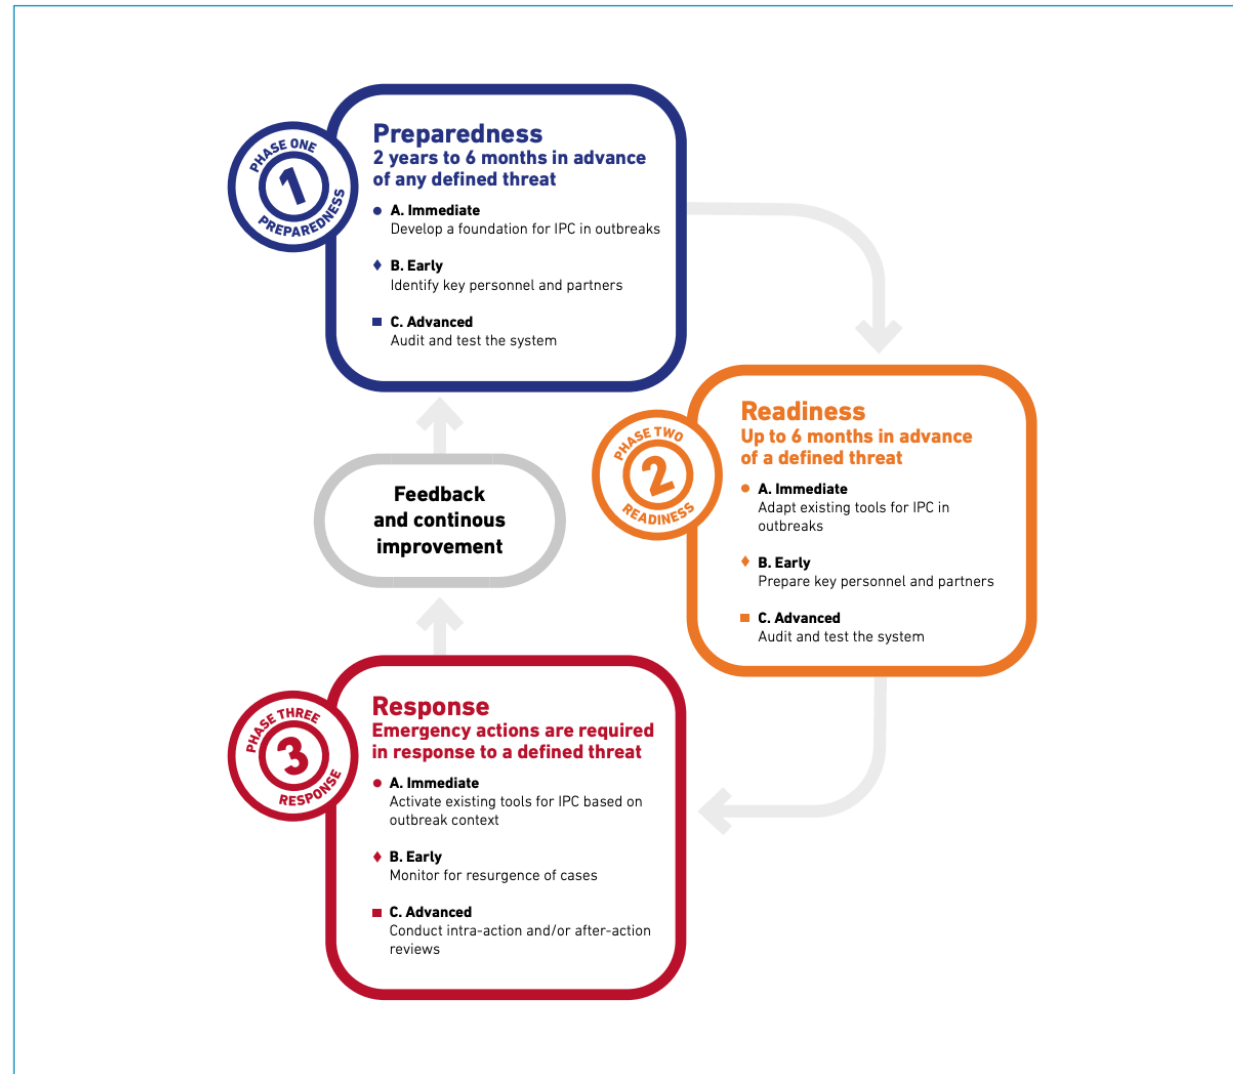 PHASE ONE
1
PREPAREDNESS
Preparedness
2 years to 6 months in advance
of any defined threat
A. Immediate
Develop a foundation for IPC in outbreaks
B. Early
Identify key personnel and partners
C. Advanced
Audit and test the system
PHASE TWO
2
READINESS
Readiness
Up to 6 months in advance
of a defined threat
A. Immediate
Adapt existing tools for IPC in
outbreaks
B. Early
Prepare key personnel and partners
C. Advanced
Audit and test the system
PHASE THREE
3
RESPONSE
Response
Emergency actions are required
in response to a defined threat
A. Immediate
Activate existing tools for IPC based on
outbreak context
B. Early
Monitor for resurgence of cases
C. Advanced
Conduct intra-action and/or after-action
reviews
Feedback
and continous
improvement